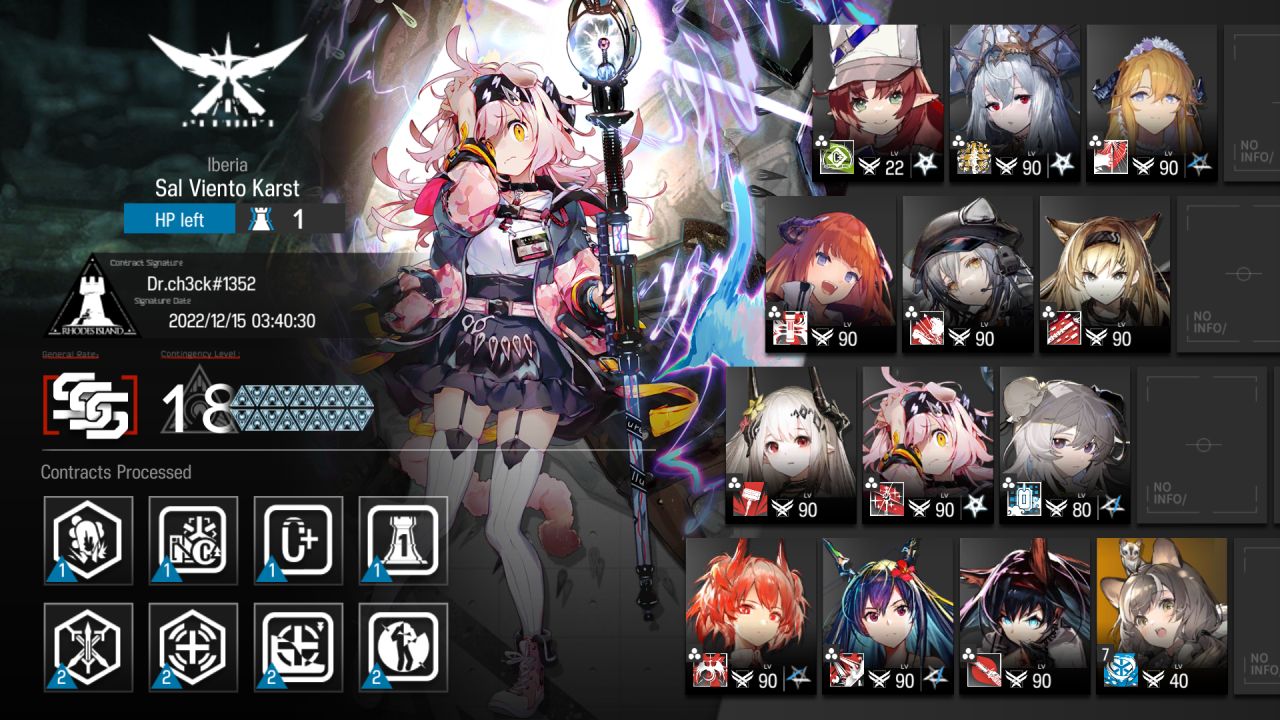 Iberia
Sal Viento Karst
HP left 1
Contract Signature
Dr.ch3ck#1352
Signature Date
2022/12/15 03:40:30
RHODES ISLAND
General Rate:
Contingency Level:
18
Contracts Processed
1
1
C+
1
1
1
2
2
2
2
LV
22
LV
90
LV
90
NO
INFO/
LV
90
LV
90
LV
90
NO
INFO/
LV
90
LV
90
LV
80
NO
INFO/
LV
90
LV
90
LV
90
7
LV
40
NO
INFO